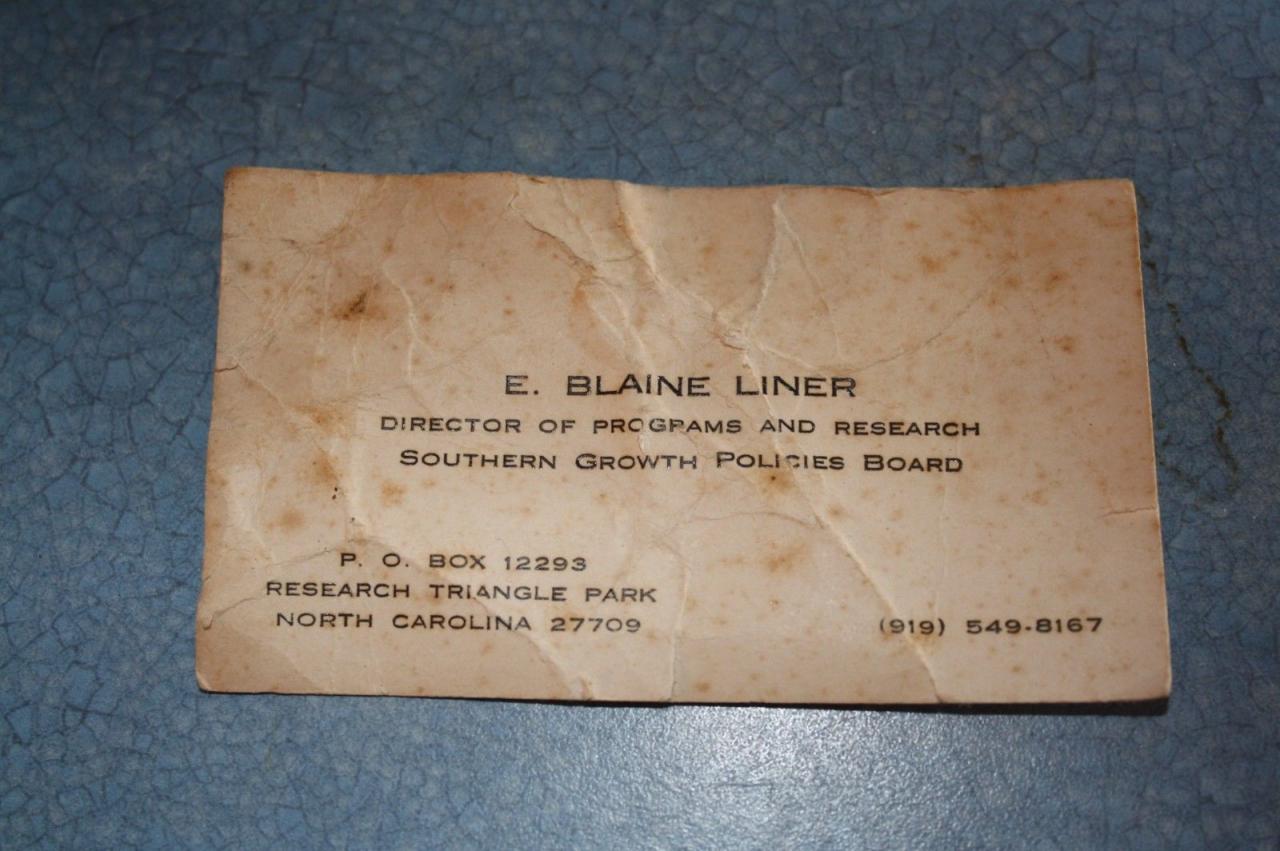 E. BLAINE LINER
DIRECTOR OF PROGRAMS AND RESEARCH
SOUTHERN GROWTH POLICIES BOARD
P. O. BOX 12293
RESEARCH TRIANGLE PARK
NORTH CAROLINA 27709
(919) 549-8167